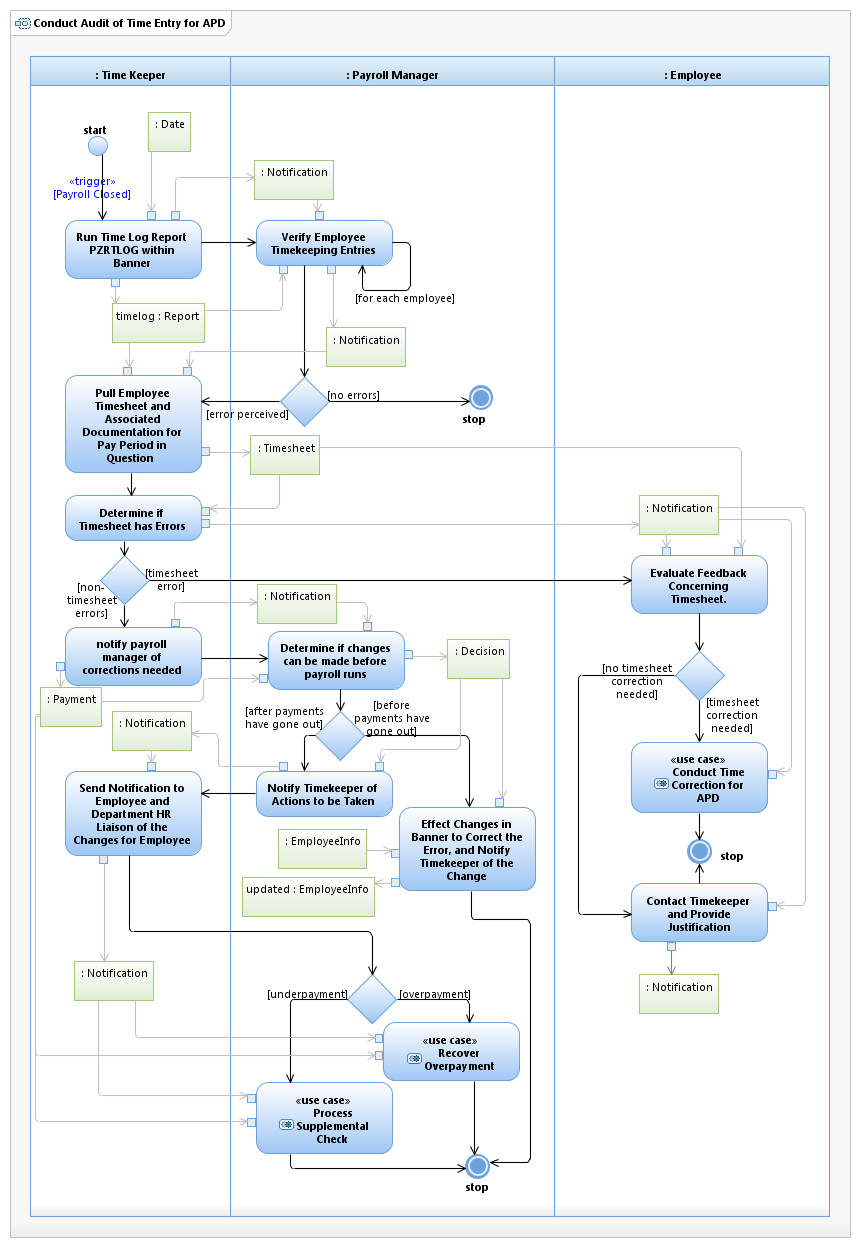 Conduct Audit of Time Entry for APD
: Time Keeper
: Payroll Manager
: Employee
start
: Date
«trigger»
[Payroll Closed]
: Notification
Run Time Log Report
PZRTLOG within
Banner
Verify Employee
Timekeeping Entries
[for each employee]
timelog : Report
: Notification
Pull Employee
Timesheet and
Associated
Documentation for
Pay Period in
Question
[error perceived]
[no errors]
stop
: Timesheet
Determine if
Timesheet has Errors
: Notification
[non-
timesheet
errors]
[timesheet
error]
Evaluate Feedback
Concerning
Timesheet.
: Notification
notify payroll
manager of
corrections needed
Determine if changes
can be made before
payroll runs
: Decision
: Payment
[no timesheet
correction
needed]
[timesheet
correction
needed]
: Notification
[after payments
have gone out]
[before
payments have
gone out]
Send Notification to
Employee and
Department HR
Liaison of the
Changes for Employee
Notify Timekeeper of
Actions to be Taken
«use case»
Conduct Time
Correction for
APD
Effect Changes in
Banner to Correct the
Error, and Notify
Timekeeper of the
Change
: EmployeeInfo
updated : EmployeeInfo
stop
Contact Timekeeper
and Provide
Justification
: Notification
: Notification
[underpayment]
[overpayment]
«use case»
Recover
Overpayment
«use case»
Process
Supplemental
Check
stop